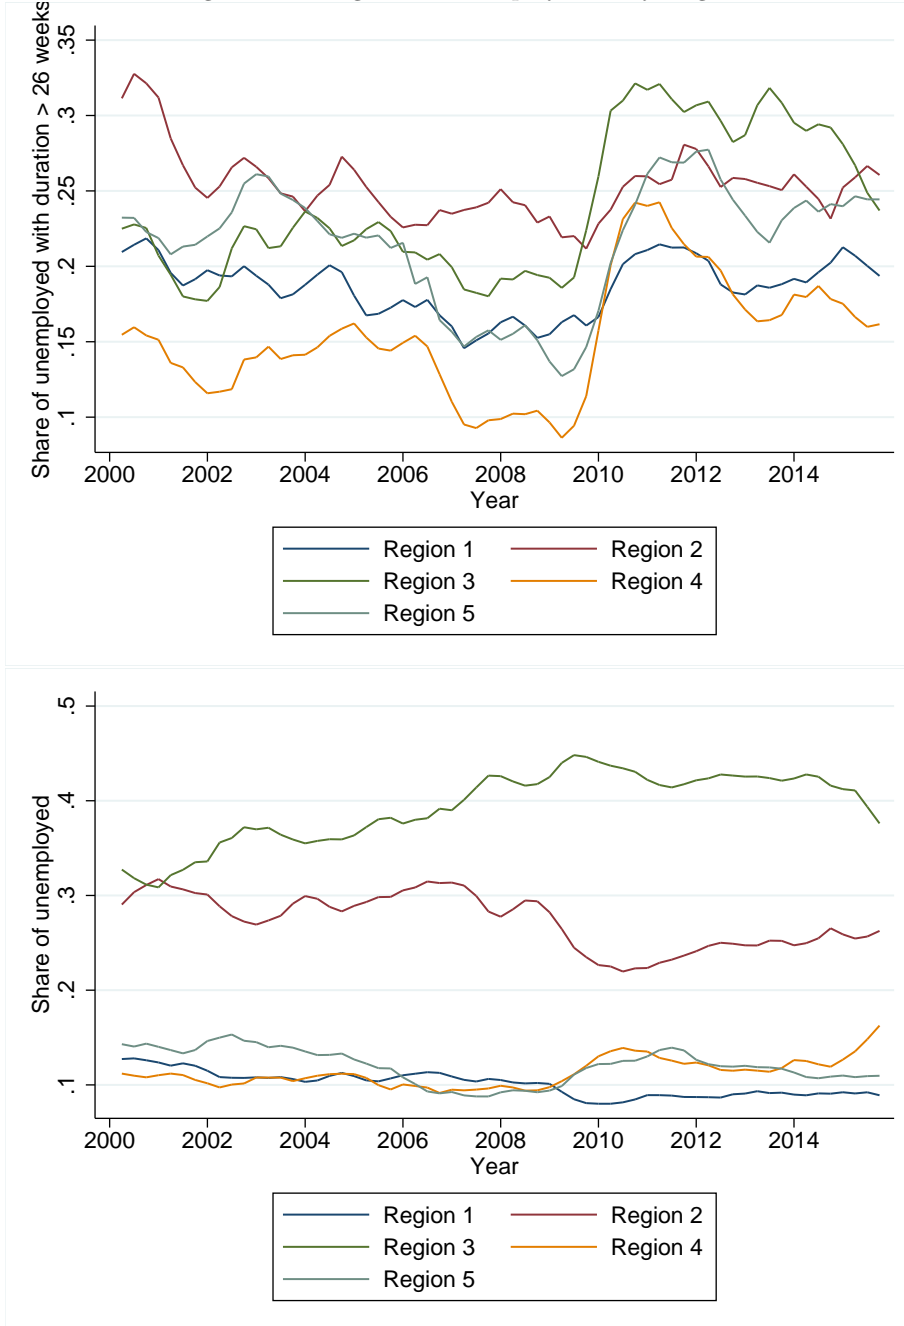 Share of unemployed with duration > 26 weeks
.35
.3
.25
.2
.15
.1
2000 2002 2004 2006 2008 2010 2012 2014
Year
Region 1 Region 2
Region 3 Region 4
Region 5
Share of unemployed
.5
.4
.3
.2
.1
2000 2002 2004 2006 2008 2010 2012 2014
Year
Region 1 Region 2
Region 3 Region 4
Region 5